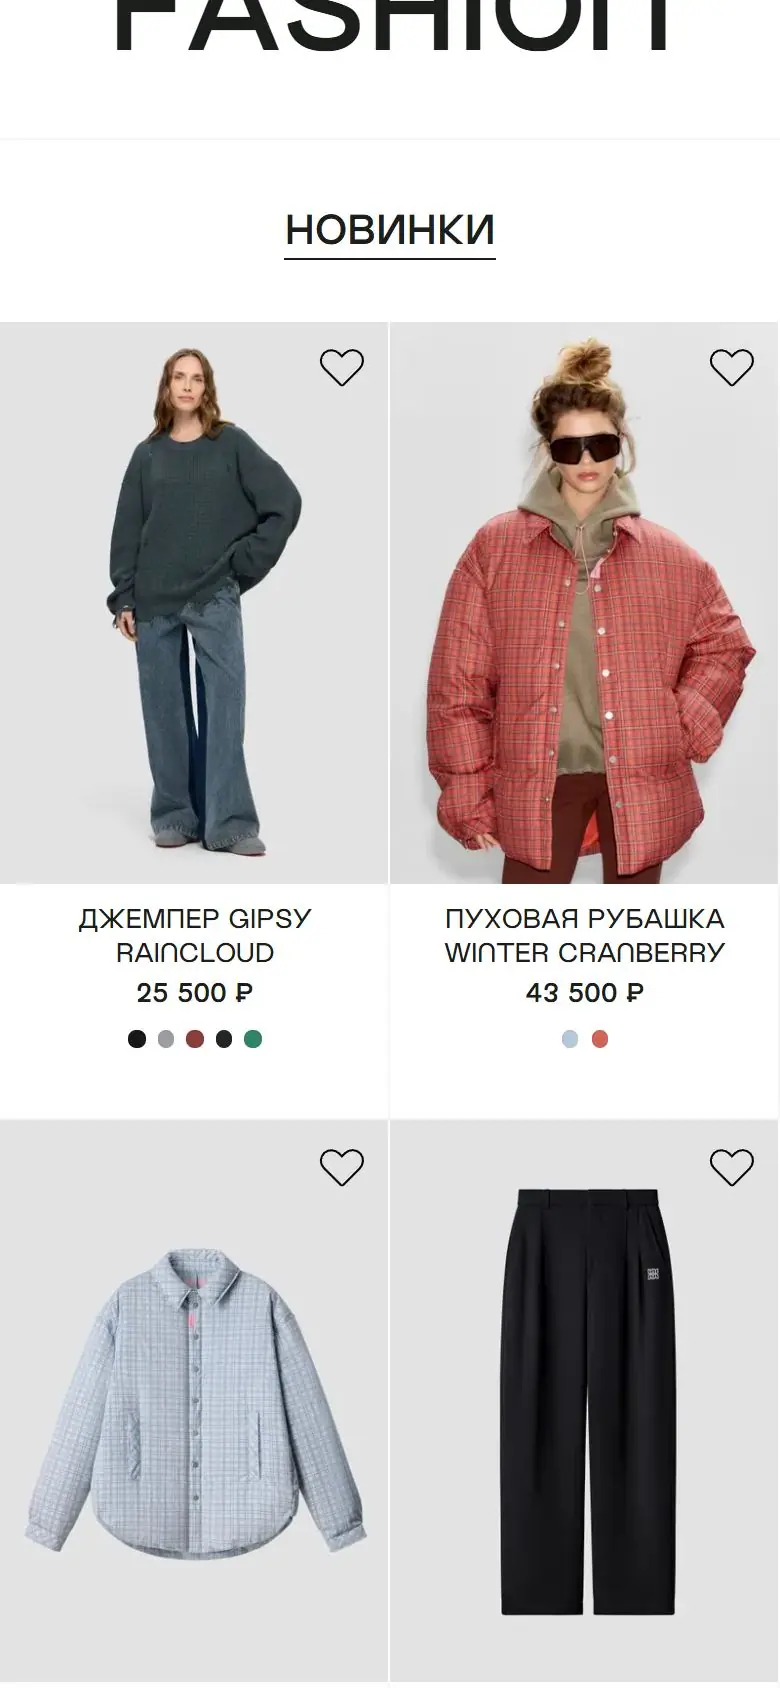 FASHION
НОВИНКИ
ДЖЕМПЕР GIPSY
RAINCLOUD
25 500 ₽
ПУХОВАЯ РУБАШКА
WINTER CRANBERRY
43 500 ₽